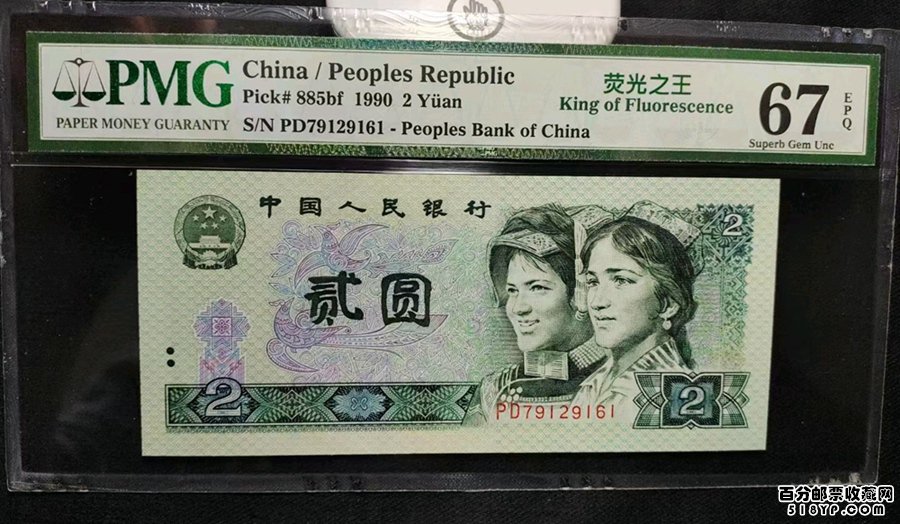 PMG
PAPER MONEY GUARANTY
China / Peoples Republic
Pick# 885bf 1990 2 Yüan
S/N PD79129161 - Peoples Bank of China
荧光之王
King of Fluorescence
67
EPQ
Superb Gem Unc
中国人民银行
2
贰圆
2
2
PD79129161
百分邮票收藏网
518YP.com